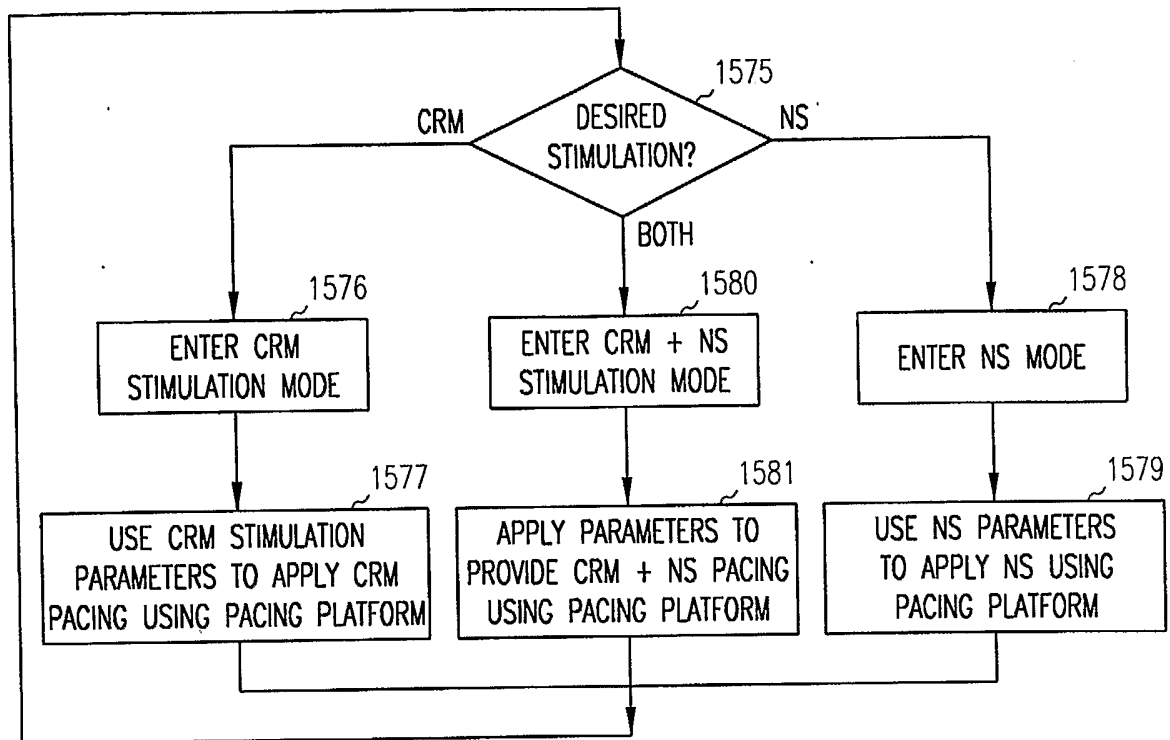 1575
DESIRED
STIMULATION?
CRM
NS
BOTH
1576
ENTER CRM
STIMULATION MODE
1580
ENTER CRM + NS
STIMULATION MODE
1578
ENTER NS MODE
1577
USE CRM STIMULATION
PARAMETERS TO APPLY CRM
PACING USING PACING PLATFORM
1581
APPLY PARAMETERS TO
PROVIDE CRM + NS PACING
USING PACING PLATFORM
1579
USE NS PARAMETERS
TO APPLY NS USING
PACING PLATFORM